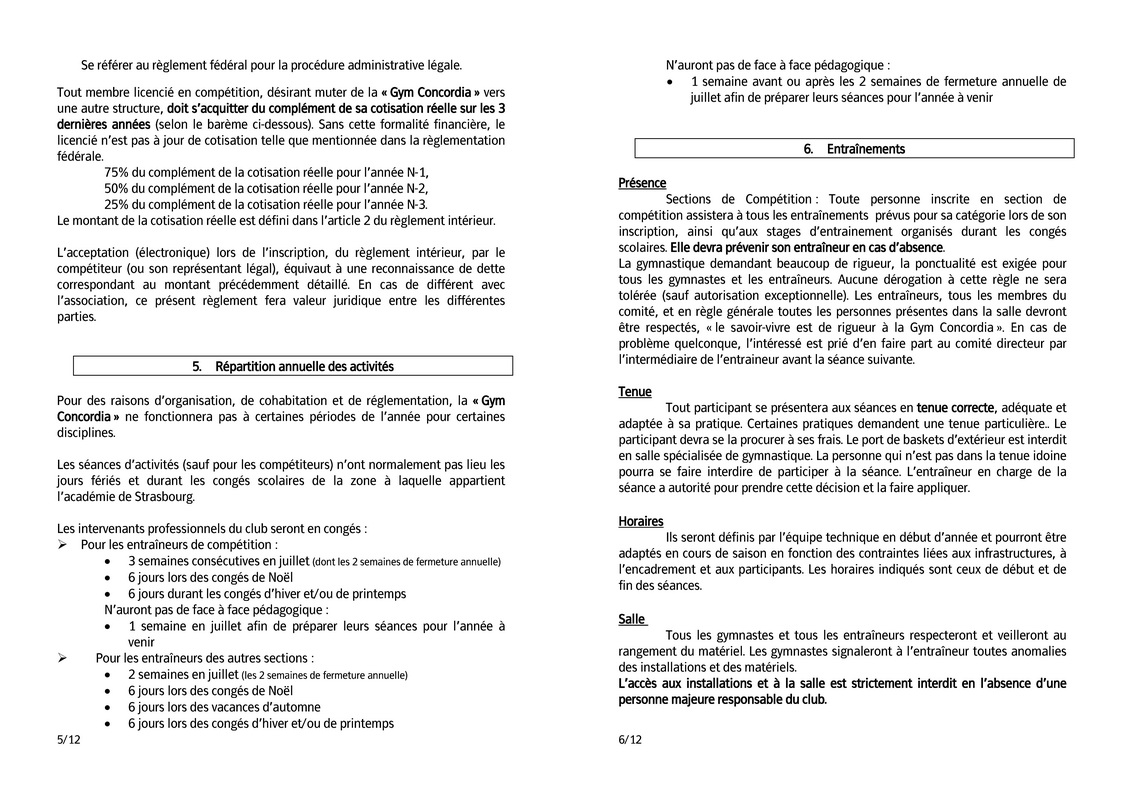 Se référer au règlement fédéral pour la procédure administrative légale.
Tout membre licencié en compétition, désirant muter de la « Gym Concordia » vers
une autre structure, doit s'acquitter du complément de sa cotisation réelle sur les 3
dernières années (selon le barème ci-dessous). Sans cette formalité financière, le
licencié n'est pas à jour de cotisation telle que mentionnée dans la règlementation
fédérale.
75% du complément de la cotisation réelle pour l'année N-1,
50% du complément de la cotisation réelle pour l'année N-2,
25% du complément de la cotisation réelle pour l'année N-3.
Le montant de la cotisation réelle est défini dans l'article 2 du règlement intérieur.
L'acceptation (électronique) lors de l'inscription, du règlement intérieur, par le
compétiteur (ou son représentant légal), équivaut à une reconnaissance de dette
correspondant au montant précédemment détaillé. En cas de différent avec
l'association, ce présent règlement fera valeur juridique entre les différentes
parties.
5. Répartition annuelle des activités
Pour des raisons d'organisation, de cohabitation et de réglementation, la « Gym
Concordia » ne fonctionnera pas à certaines périodes de l'année pour certaines
disciplines.
Les séances d'activités (sauf pour les compétiteurs) n'ont normalement pas lieu les
jours fériés et durant les congés scolaires de la zone à laquelle appartient
l'académie de Strasbourg.
Les intervenants professionnels du club seront en congés :
➢ Pour les entraîneurs de compétition :
• 3 semaines consécutives en juillet (dont les 2 semaines de fermeture annuelle)
• 6 jours lors des congés de Noël
• 6 jours durant les congés d'hiver et/ou de printemps
N'auront pas de face à face pédagogique :
• 1 semaine en juillet afin de préparer leurs séances pour l'année à
venir
➢ Pour les entraîneurs des autres sections :
• 2 semaines en juillet (les 2 semaines de fermeture annuelle)
• 6 jours lors des congés de Noël
• 6 jours lors des vacances d'automne
• 6 jours lors des congés d'hiver et/ou de printemps
5/12
N'auront pas de face à face pédagogique :
• 1 semaine avant ou après les 2 semaines de fermeture annuelle de
juillet afin de préparer leurs séances pour l'année à venir
6. Entraînements
Présence
Sections de Compétition : Toute personne inscrite en section de
compétition assistera à tous les entraînements prévus pour sa catégorie lors de son
inscription, ainsi qu'aux stages d'entrainement organisés durant les congés
scolaires. Elle devra prévenir son entraîneur en cas d'absence.
La gymnastique demandant beaucoup de rigueur, la ponctualité est exigée pour
tous les gymnastes et les entraîneurs. Aucune dérogation à cette règle ne sera
tolérée (sauf autorisation exceptionnelle). Les entraîneurs, tous les membres du
comité, et en règle générale toutes les personnes présentes dans la salle devront
être respectés, « le savoir-vivre est de rigueur à la Gym Concordia ». En cas de
problème quelconque, l'intéressé est prié d'en faire part au comité directeur par
l'intermédiaire de l'entraineur avant la séance suivante.
Tenue
Tout participant se présentera aux séances en tenue correcte, adéquate et
adaptée à sa pratique. Certaines pratiques demandent une tenue particulière.. Le
participant devra se la procurer à ses frais. Le port de baskets d'extérieur est interdit
en salle spécialisée de gymnastique. La personne qui n'est pas dans la tenue idoine
pourra se faire interdire de participer à la séance. L'entraîneur en charge de la
séance a autorité pour prendre cette décision et la faire appliquer.
Horaires
Ils seront définis par l'équipe technique en début d'année et pourront être
adaptés en cours de saison en fonction des contraintes liées aux infrastructures, à
l'encadrement et aux participants. Les horaires indiqués sont ceux de début et de
fin des séances.
Salle
Tous les gymnastes et tous les entraîneurs respecteront et veilleront au
rangement du matériel. Les gymnastes signaleront à l'entraîneur toutes anomalies
des installations et des matériels.
L'accès aux installations et à la salle est strictement interdit en l'absence d'une
personne majeure responsable du club.
6/12